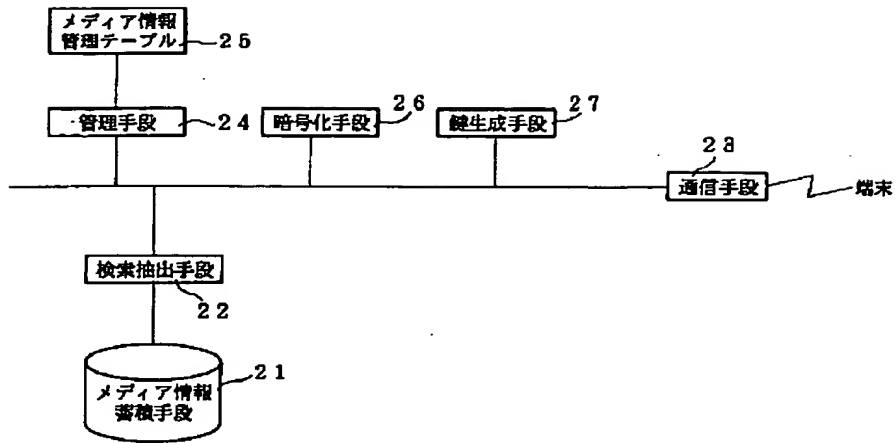 メディア情報
管理テーブル
25
管理手段
24
暗号化手段
26
鍵生成手段
27
通信手段
23
端末
検索抽出手段
22
メディア情報
蓄積手段
21